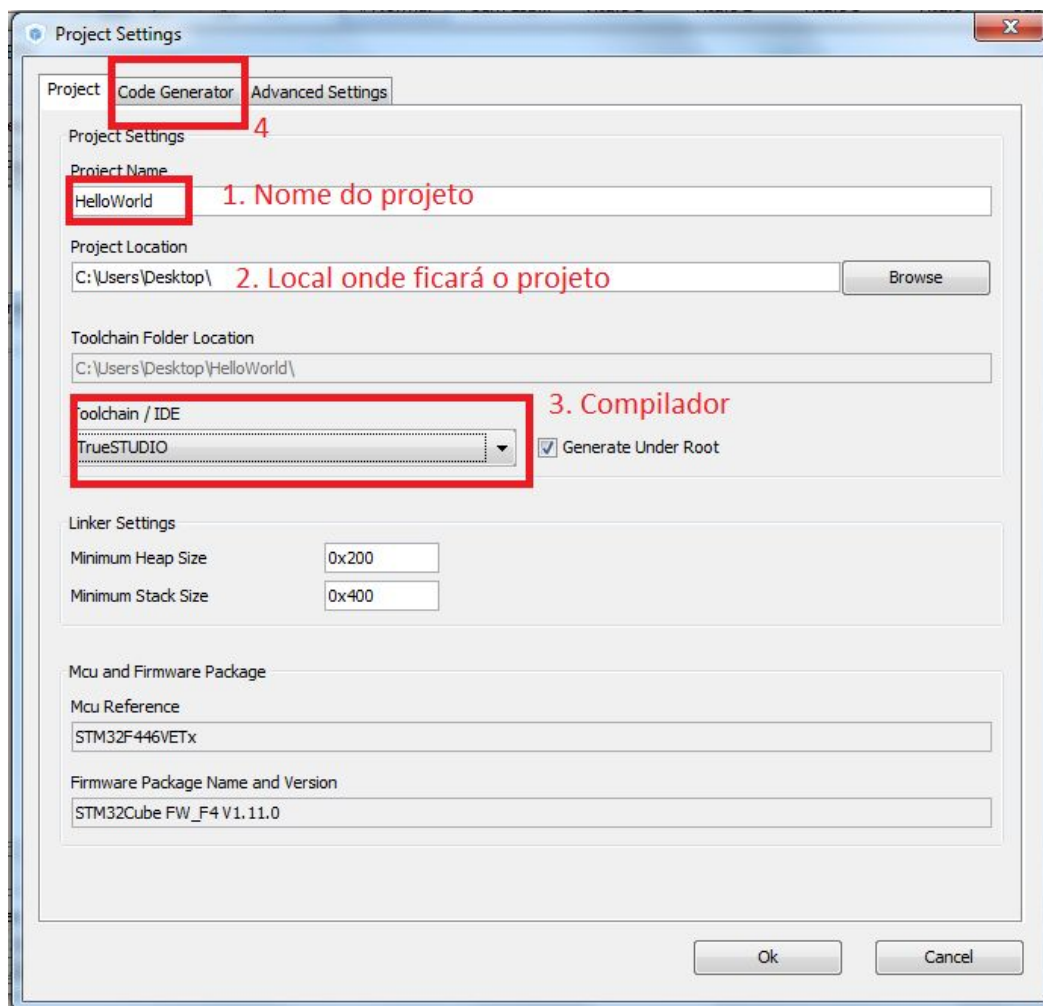 Project Settings
Project Code Generator Advanced Settings
4
Project Settings
Project Name
HelloWorld 1. Nome do projeto
Project Location
C:\Users\Desktop\ 2. Local onde ficará o projeto Browse
Toolchain Folder Location
C:\Users\Desktop\HelloWorld\
Toolchain / IDE 3. Compilador
TrueSTUDIO Generate Under Root
Linker Settings
Minimum Heap Size 0x200
Minimum Stack Size 0x400
Mcu and Firmware Package
Mcu Reference
STM32F446VETx
Firmware Package Name and Version
STM32Cube FW_F4 V1.11.0
Ok Cancel